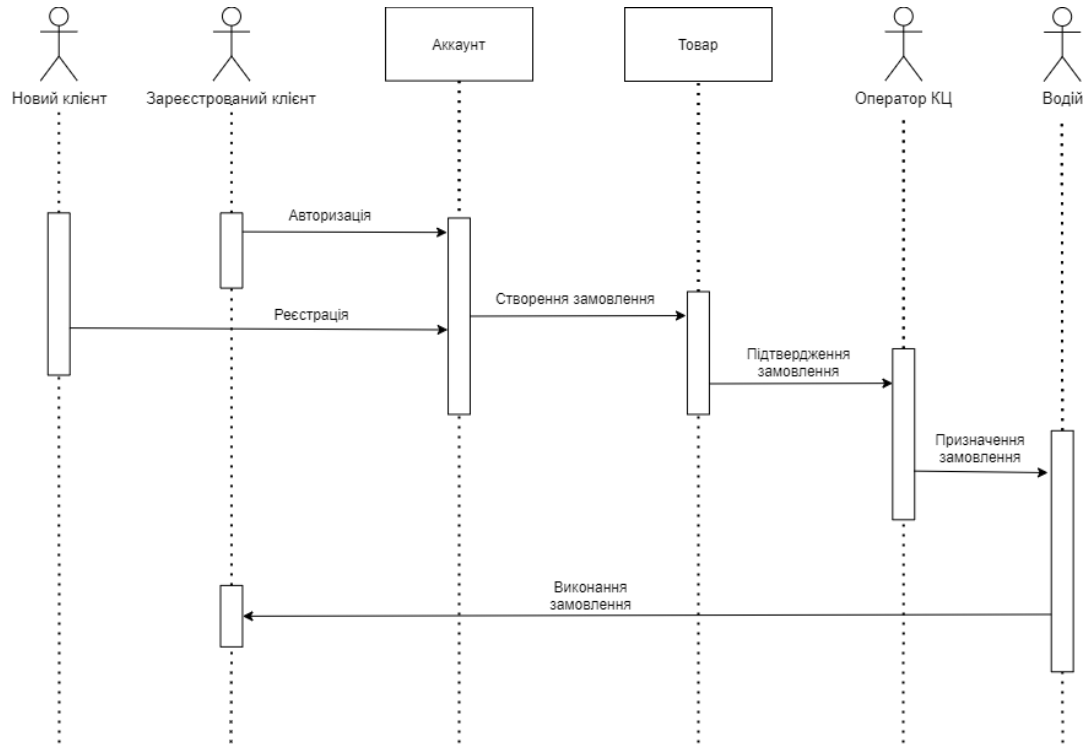 Новий клієнт
Зареєстрований клієнт
Аккаунт
Товар
Оператор КЦ
Водій
Авторизація
Створення замовлення
Реєстрація
Підтвердження
замовлення
Призначення
замовлення
Виконання
замовлення